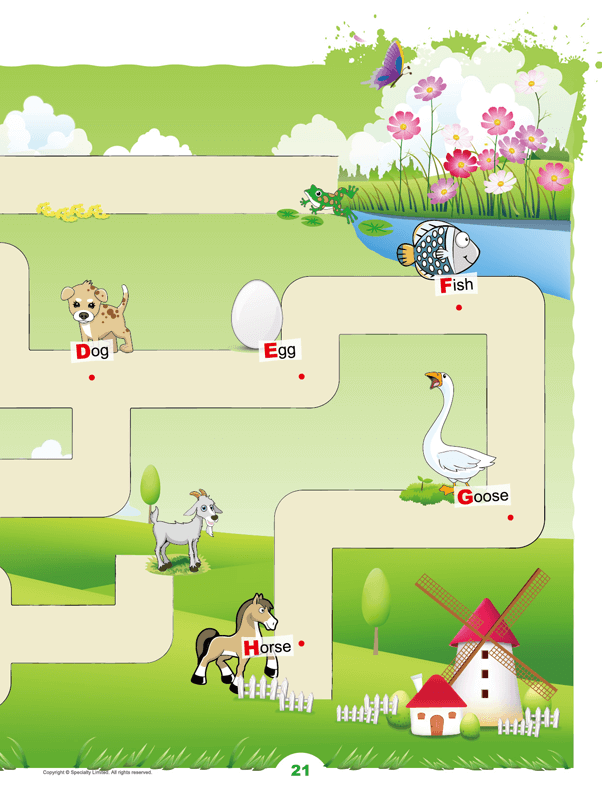 Fish
Dog
Egg
Goose
Horse
21
Copyright © Specialty Limited. All rights reserved.